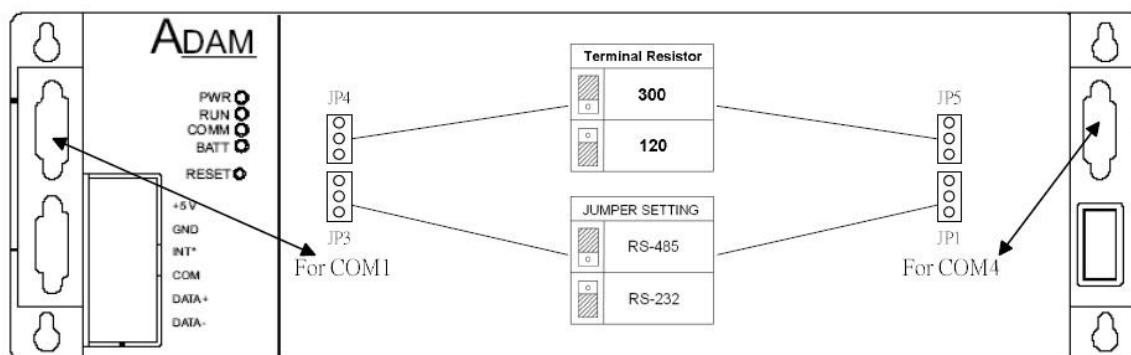 ADAM
PWR
RUN
COMM
BATT
RESET
+5V
GND
INT*
COM
DATA+
DATA-
JP4
JP3
For COM1
Terminal Resistor
300
120
JUMPER SETTING
RS-485
RS-232
JP5
JP1
For COM4